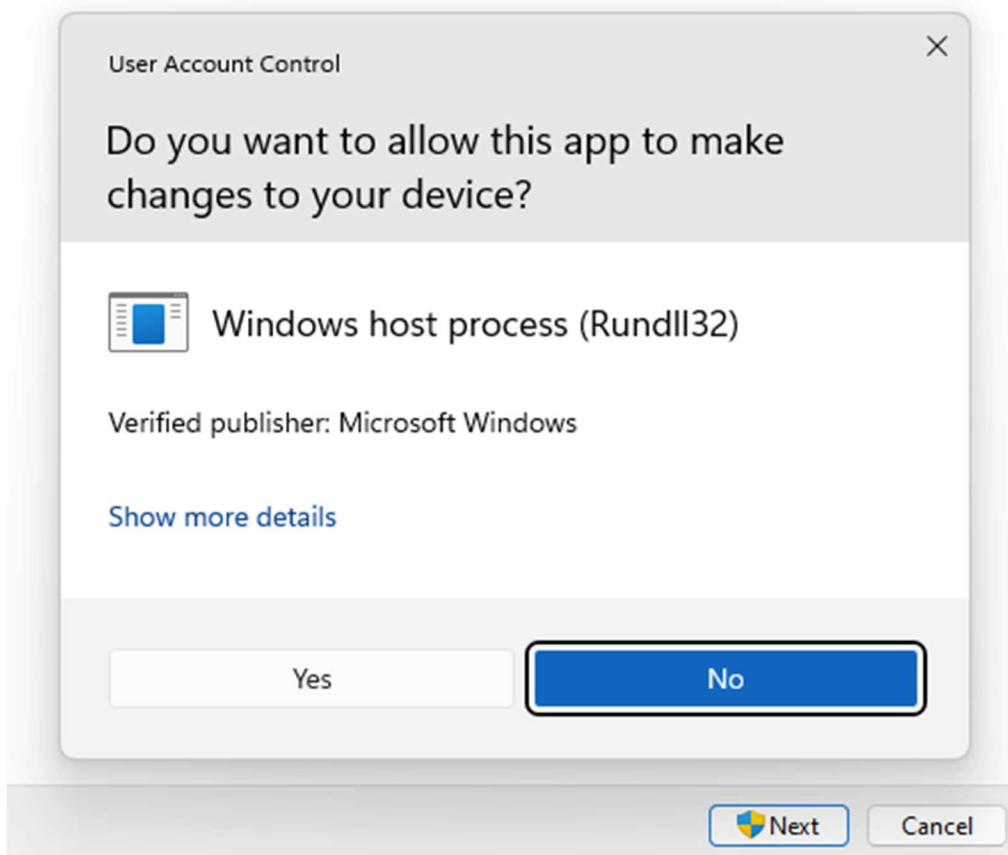 User Account Control
Do you want to allow this app to make
changes to your device?
Windows host process (Rundll32)
Verified publisher: Microsoft Windows
Show more details
Yes
No
Next
Cancel